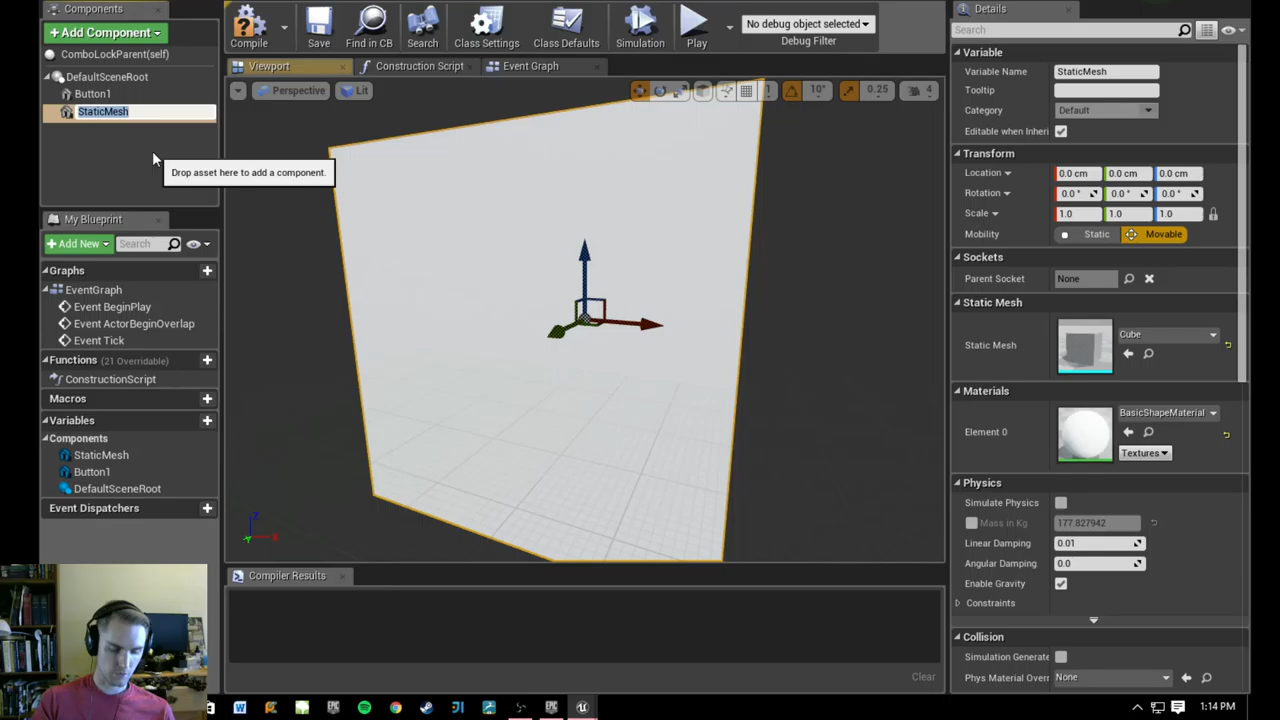 Components
Details
+ Add Component
Compile
Save
Find in CB
Search
Class Settings
Class Defaults
Simulation
Play
No debug object selected
Debug Filter
Search
ComboLockParent(self)
DefaultSceneRoot
Button1
StaticMesh
Drop asset here to add a component.
Viewport
Construction Script
Event Graph
Perspective
Lit
1
10°
0.25
4
My Blueprint
+ Add New
Search
Graphs
EventGraph
Event BeginPlay
Event ActorBeginOverlap
Event Tick
Functions (21 Overridable)
ConstructionScript
Macros
Variables
Components
StaticMesh
Button1
DefaultSceneRoot
Event Dispatchers
Z
Y
X
Compiler Results
Clear
Variable
Variable Name StaticMesh
Tooltip
Category Default
Editable when Inheri
Transform
Location 0.0 cm 0.0 cm 0.0 cm
Rotation 0.0 ° 0.0 ° 0.0 °
Scale 1.0 1.0 1.0
Mobility Static Movable
Sockets
Parent Socket None
Static Mesh
Static Mesh Cube
Materials
Element 0 BasicShapeMaterial
Textures
Physics
Simulate Physics
Mass in Kg 177.827942
Linear Damping 0.01
Angular Damping 0.0
Enable Gravity
Constraints
Collision
Simulation Generate
Phys Material Overr None
1:14 PM